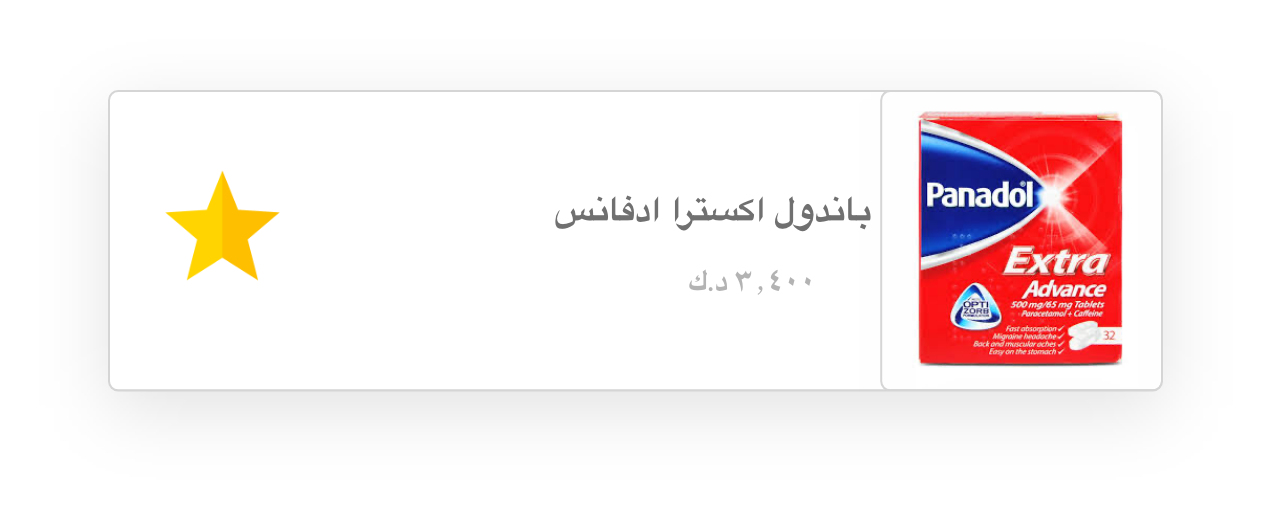 باندول اكسترا ادفانس
٣,٤٠٠ د.ك
Panadol
Extra
Advance
500 mg/65 mg Tablets
Paracetamol + Caffeine
OPTI
ZORB
Fast absorption ✓
Migraine headache ✓
Back and muscular aches ✓
Easy on the stomach ✓
32